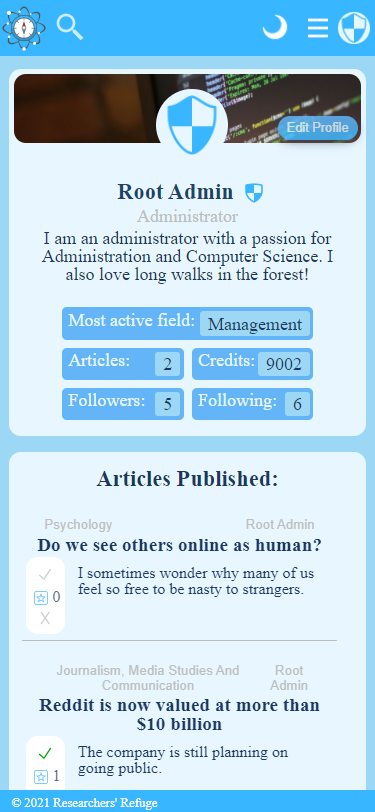 Edit Profile
Root Admin
Administrator
I am an administrator with a passion for
Administration and Computer Science. I
also love long walks in the forest!
Most active field: Management
Articles: 2 Credits: 9002
Followers: 5 Following: 6
Articles Published:
Psychology Root Admin
Do we see others online as human?
I sometimes wonder why many of us
feel so free to be nasty to strangers.
0
X
Journalism, Media Studies And Root
Communication Admin
Reddit is now valued at more than
$10 billion
The company is still planning on
going public.
1
© 2021 Researchers' Refuge